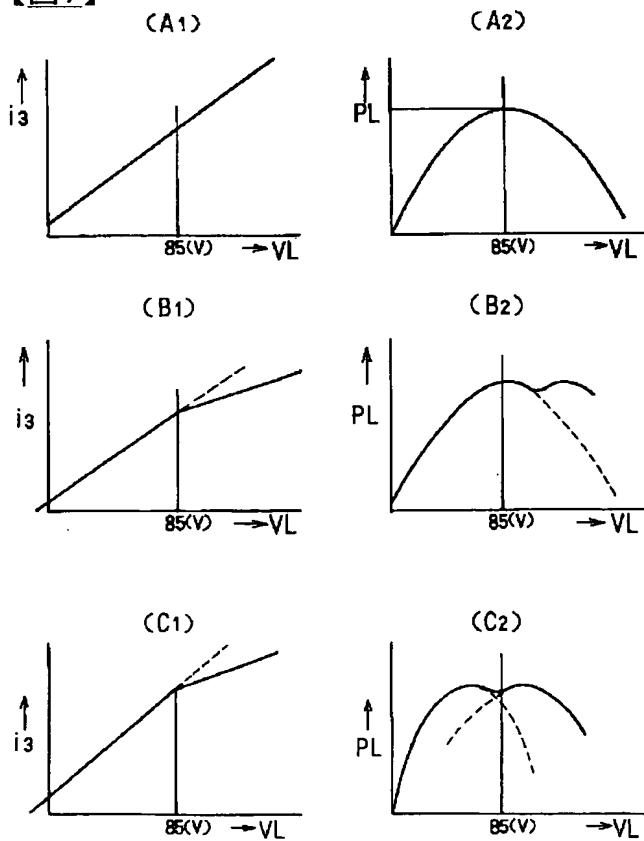 【図7】
(A1)
(A2)
i3
PL
85(V) →VL
85(V) →VL
(B1)
(B2)
i3
PL
85(V) →VL
85(V) →VL
(C1)
(C2)
i3
PL
85(V) →VL
85(V) →VL